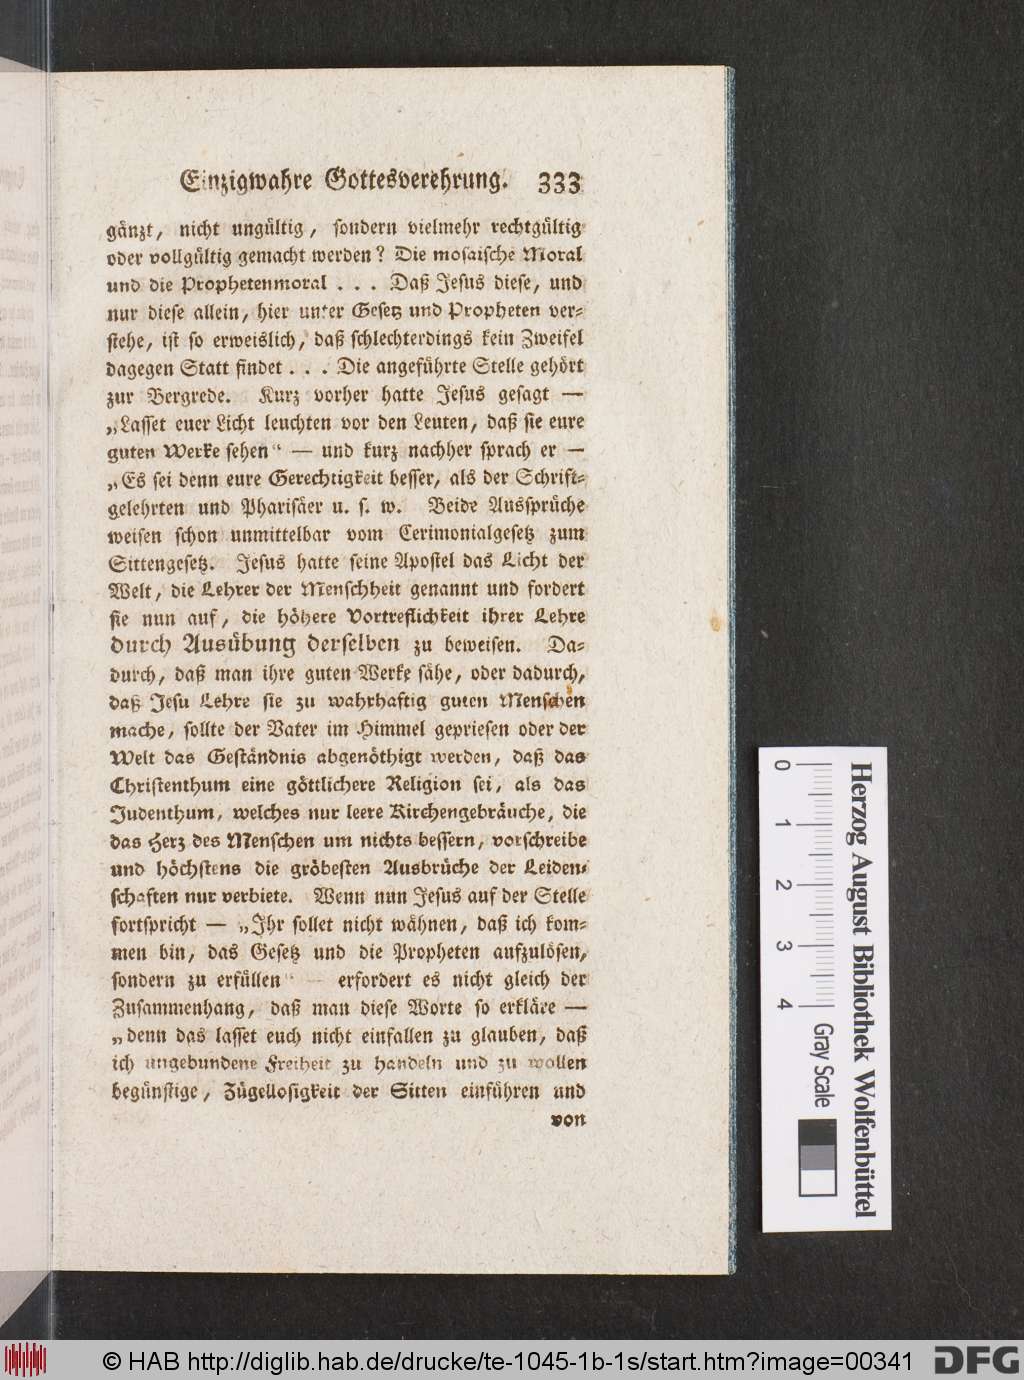 Einzigwahre Gottesverehrung. 333
gänzt, nicht ungültig, sondern vielmehr rechtgültig
oder vollgültig gemacht werden? Die mosaische Moral
und die Prophetenmoral . . . Daß Jesus diese, und
nur diese allein, hier unter Gesetz und Propheten ver-
stehe, ist so erweislich, daß schlechterdings kein Zweifel
dagegen Statt findet . . . Die angeführte Stelle gehört
zur Bergrede. Kurz vorher hatte Jesus gesagt —
„Lasset euer Licht leuchten vor den Leuten, daß sie eure
guten Werke sehen“ — und kurz nachher sprach er —
„Es sei denn eure Gerechtigkeit besser, als der Schrift-
gelehrten und Pharisäer u. s. w. Beide Aussprüche
weisen schon unmittelbar vom Cerimonialgesetz zum
Sittengesetz. Jesus hatte seine Apostel das Licht der
Welt, die Lehrer der Menschheit genannt und fordert
sie nun auf, die höhere Vortreflichkeit ihrer Lehre
durch Ausübung derselben zu beweisen. Da-
durch, daß man ihre guten Werke sähe, oder dadurch,
daß Jesu Lehre sie zu wahrhaftig guten Menschen
mache, sollte der Vater im Himmel gepriesen oder der
Welt das Geständnis abgenöthigt werden, daß das
Christenthum eine göttlichere Religion sei, als das
Judenthum, welches nur leere Kirchengebräuche, die
das Herz des Menschen um nichts bessern, vorschreibe
und höchstens die gröbesten Ausbrüche der Leiden-
schaften nur verbiete. Wenn nun Jesus auf der Stelle
fortspricht — „Ihr sollet nicht wähnen, daß ich kom-
men bin, das Gesetz und die Propheten aufzulösen,
sondern zu erfüllen“ — erfordert es nicht gleich der
Zusammenhang, daß man diese Worte so erkläre —
„denn das lasset euch nicht einfallen zu glauben, daß
ich ungebundene Freiheit zu handeln und zu wollen
begünstige, Zügellosigkeit der Sitten einführen und
von
0 1 2 3 4
Gray Scale
Herzog August Bibliothek Wolfenbüttel
© HAB http://diglib.hab.de/drucke/te-1045-1b-1s/start.htm?image=00341
DFG